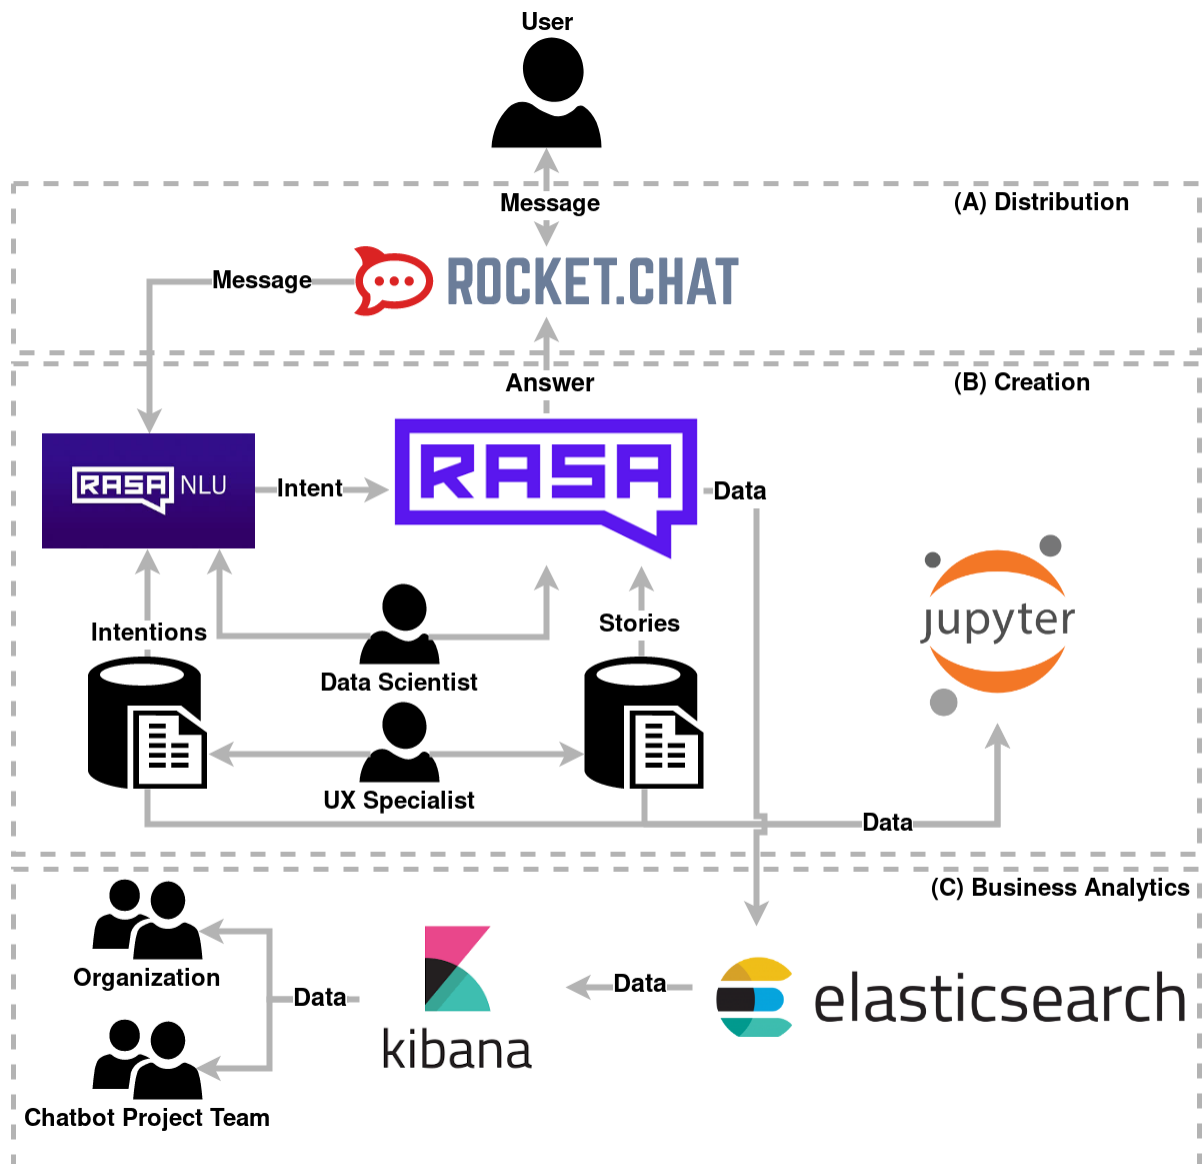 User
Message
(A) Distribution
Message
ROCKET.CHAT
Answer
(B) Creation
RASA NLU
Intent
RASA
Data
Intentions
Stories
jupyter
Data Scientist
UX Specialist
Data
(C) Business Analytics
Organization
Data
Data
elasticsearch
kibana
Chatbot Project Team